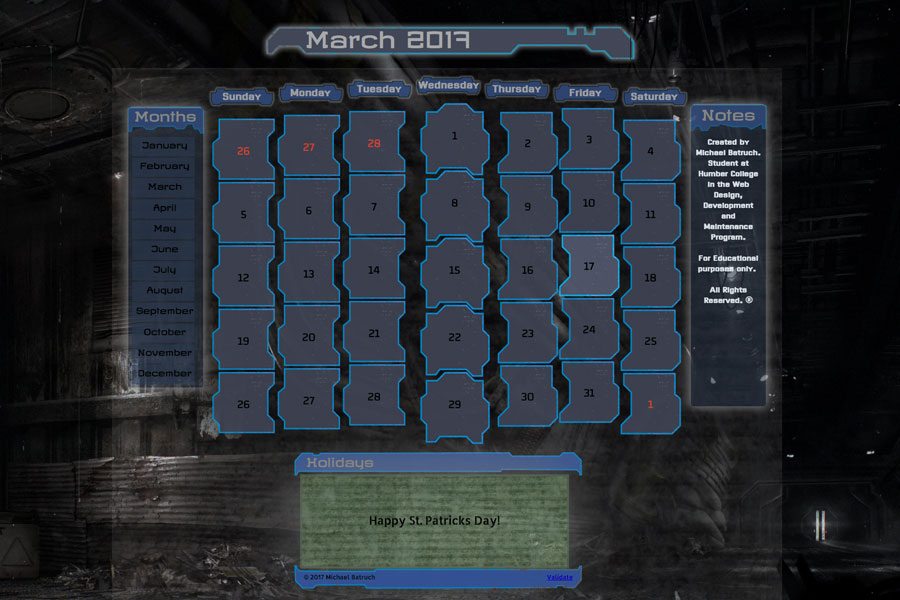 March 2019
Sunday Monday Tuesday Wednesday Thursday Friday Saturday
26 27 28 1 2 3 4
5 6 7 8 9 10 11
12 13 14 15 16 17 18
19 20 21 22 23 24 25
26 27 28 29 30 31 1
Months
January
February
March
April
May
June
July
August
September
October
November
December
Notes
Created by
Michael Batruch.
Student at
Humber College
in the Web
Design,
Development
and
Maintenance
Program.
For Educational
purposes only.
All Rights
Reserved. ®
Holidays
Happy St. Patricks Day!
© 2017 Michael Batruch
Validate